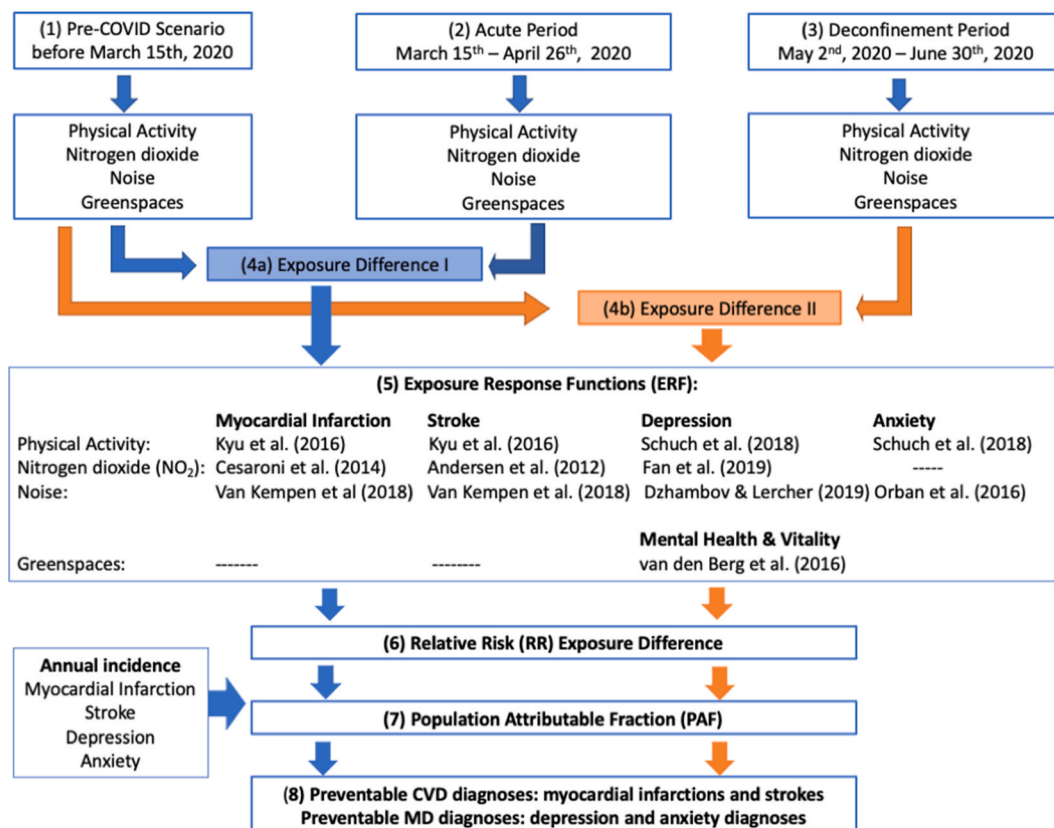 (1) Pre-COVID Scenario
before March 15th, 2020
(2) Acute Period
March 15th – April 26th, 2020
(3) Deconfinement Period
May 2nd, 2020 – June 30th, 2020
Physical Activity
Nitrogen dioxide
Noise
Greenspaces
Physical Activity
Nitrogen dioxide
Noise
Greenspaces
Physical Activity
Nitrogen dioxide
Noise
Greenspaces
(4a) Exposure Difference I
(4b) Exposure Difference II
(5) Exposure Response Functions (ERF):
Myocardial Infarction Stroke Depression Anxiety
Physical Activity: Kyu et al. (2016) Kyu et al. (2016) Schuch et al. (2018) Schuch et al. (2018)
Nitrogen dioxide (NO2): Cesaroni et al. (2014) Andersen et al. (2012) Fan et al. (2019) -----
Noise: Van Kempen et al (2018) Van Kempen et al. (2018) Dzhambov & Lercher (2019) Orban et al. (2016)
Mental Health & Vitality
Greenspaces: ------- -------- van den Berg et al. (2016)
(6) Relative Risk (RR) Exposure Difference
Annual incidence
Myocardial Infarction
Stroke
Depression
Anxiety
(7) Population Attributable Fraction (PAF)
(8) Preventable CVD diagnoses: myocardial infarctions and strokes
Preventable MD diagnoses: depression and anxiety diagnoses